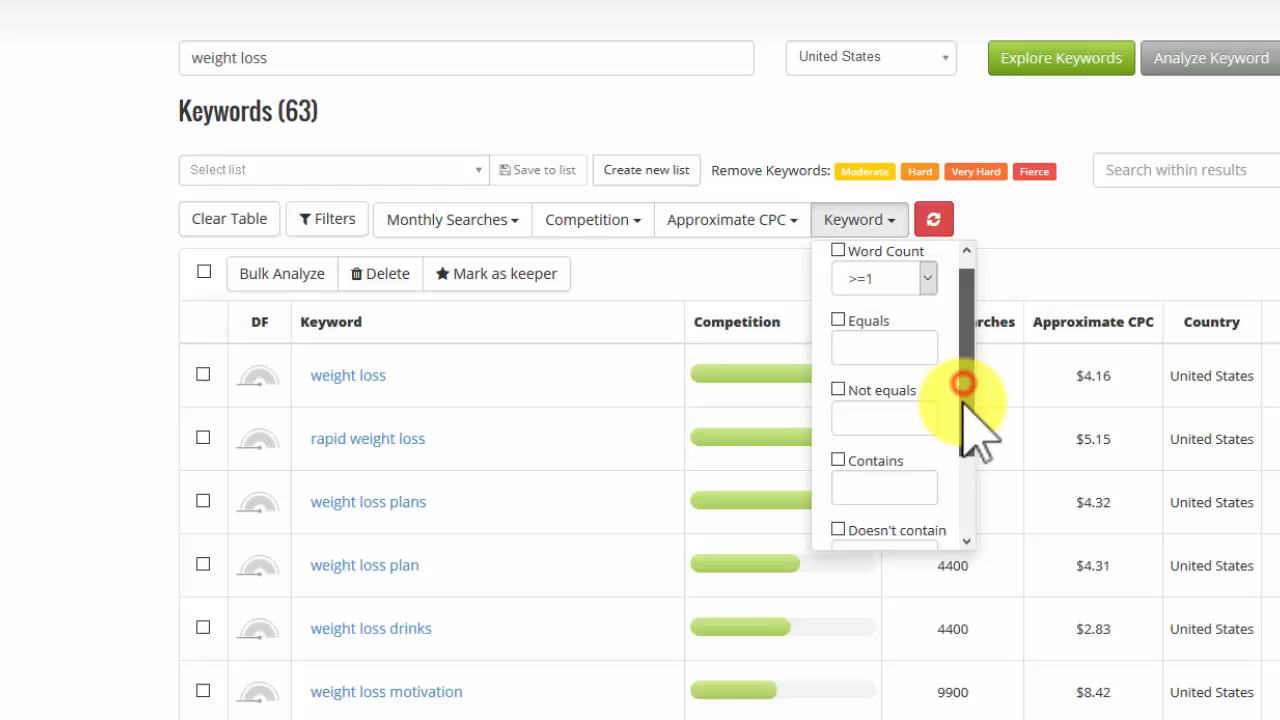 weight loss United States Explore Keywords Analyze Keyword
Keywords (63)
Select list Save to list Create new list Remove Keywords: Moderate Hard Very Hard Fierce Search within results
Clear Table Filters Monthly Searches Competition Approximate CPC Keyword
Word Count
>=1
Equals
Not equals
Contains
Doesn't contain
Bulk Analyze Delete Mark as keeper
DF Keyword Competition rches Approximate CPC Country
weight loss $4.16 United States
rapid weight loss $5.15 United States
weight loss plans $4.32 United States
weight loss plan 4400 $4.31 United States
weight loss drinks 4400 $2.83 United States
weight loss motivation 9900 $8.42 United States